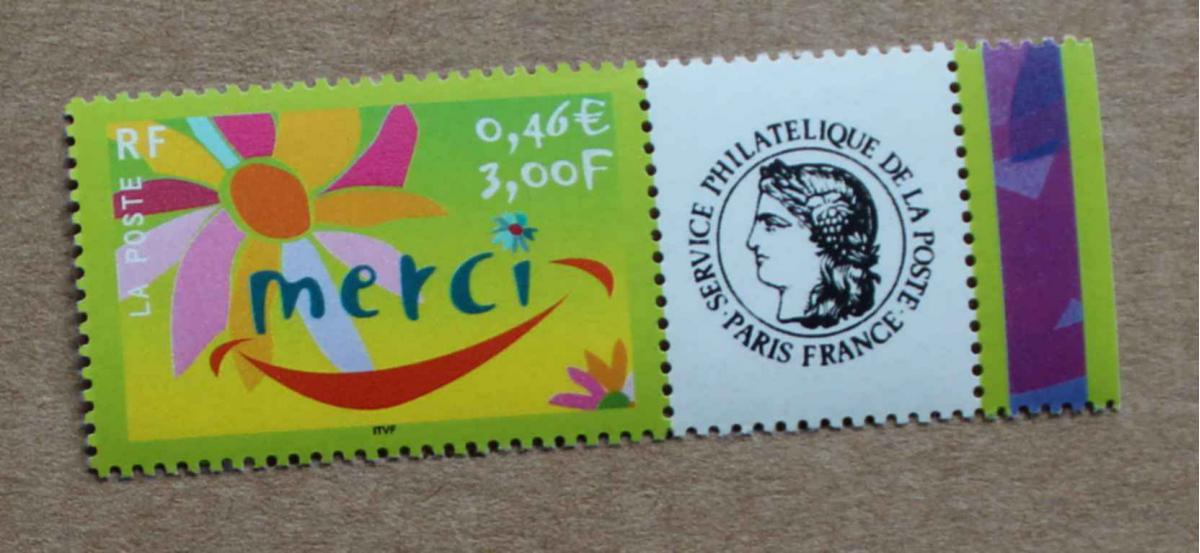 RF
LA POSTE
0,46€
3,00F
merci
ITVF
SERVICE PHILATELIQUE DE LA POSTE
· PARIS FRANCE ·